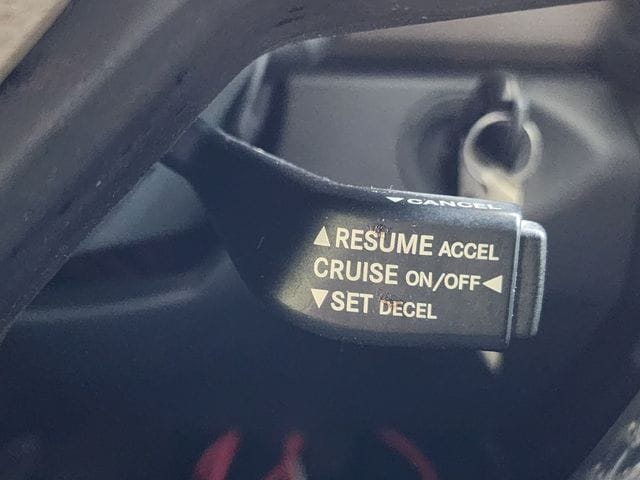 ▼CANCEL
▲RESUME ACCEL
CRUISE ON/OFF◀
▼SET DECEL